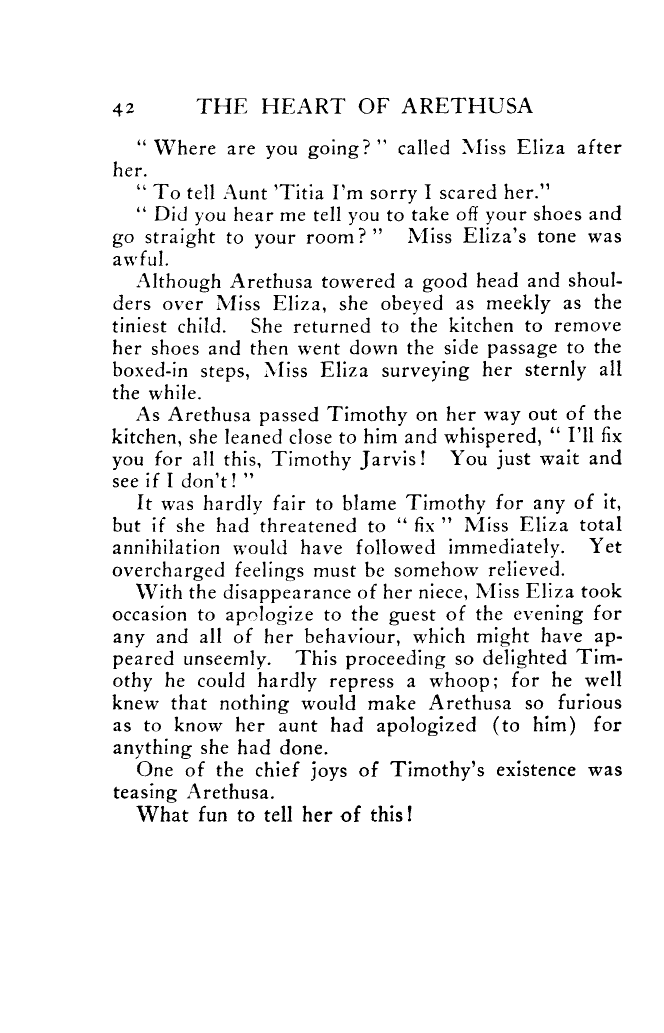 42 THE HEART OF ARETHUSA
" Where are you going? " called Miss Eliza after
her.
" To tell Aunt 'Titia I'm sorry I scared her."
" Did you hear me tell you to take off your shoes and
go straight to your room? " Miss Eliza's tone was
awful.
Although Arethusa towered a good head and shoul-
ders over Miss Eliza, she obeyed as meekly as the
tiniest child. She returned to the kitchen to remove
her shoes and then went down the side passage to the
boxed-in steps, Miss Eliza surveying her sternly all
the while.
As Arethusa passed Timothy on her way out of the
kitchen, she leaned close to him and whispered, " I'll fix
you for all this, Timothy Jarvis! You just wait and
see if I don't! "
It was hardly fair to blame Timothy for any of it,
but if she had threatened to " fix " Miss Eliza total
annihilation would have followed immediately. Yet
overcharged feelings must be somehow relieved.
With the disappearance of her niece, Miss Eliza took
occasion to apologize to the guest of the evening for
any and all of her behaviour, which might have ap-
peared unseemly. This proceeding so delighted Tim-
othy he could hardly repress a whoop; for he well
knew that nothing would make Arethusa so furious
as to know her aunt had apologized (to him) for
anything she had done.
One of the chief joys of Timothy's existence was
teasing Arethusa.
What fun to tell her of this!